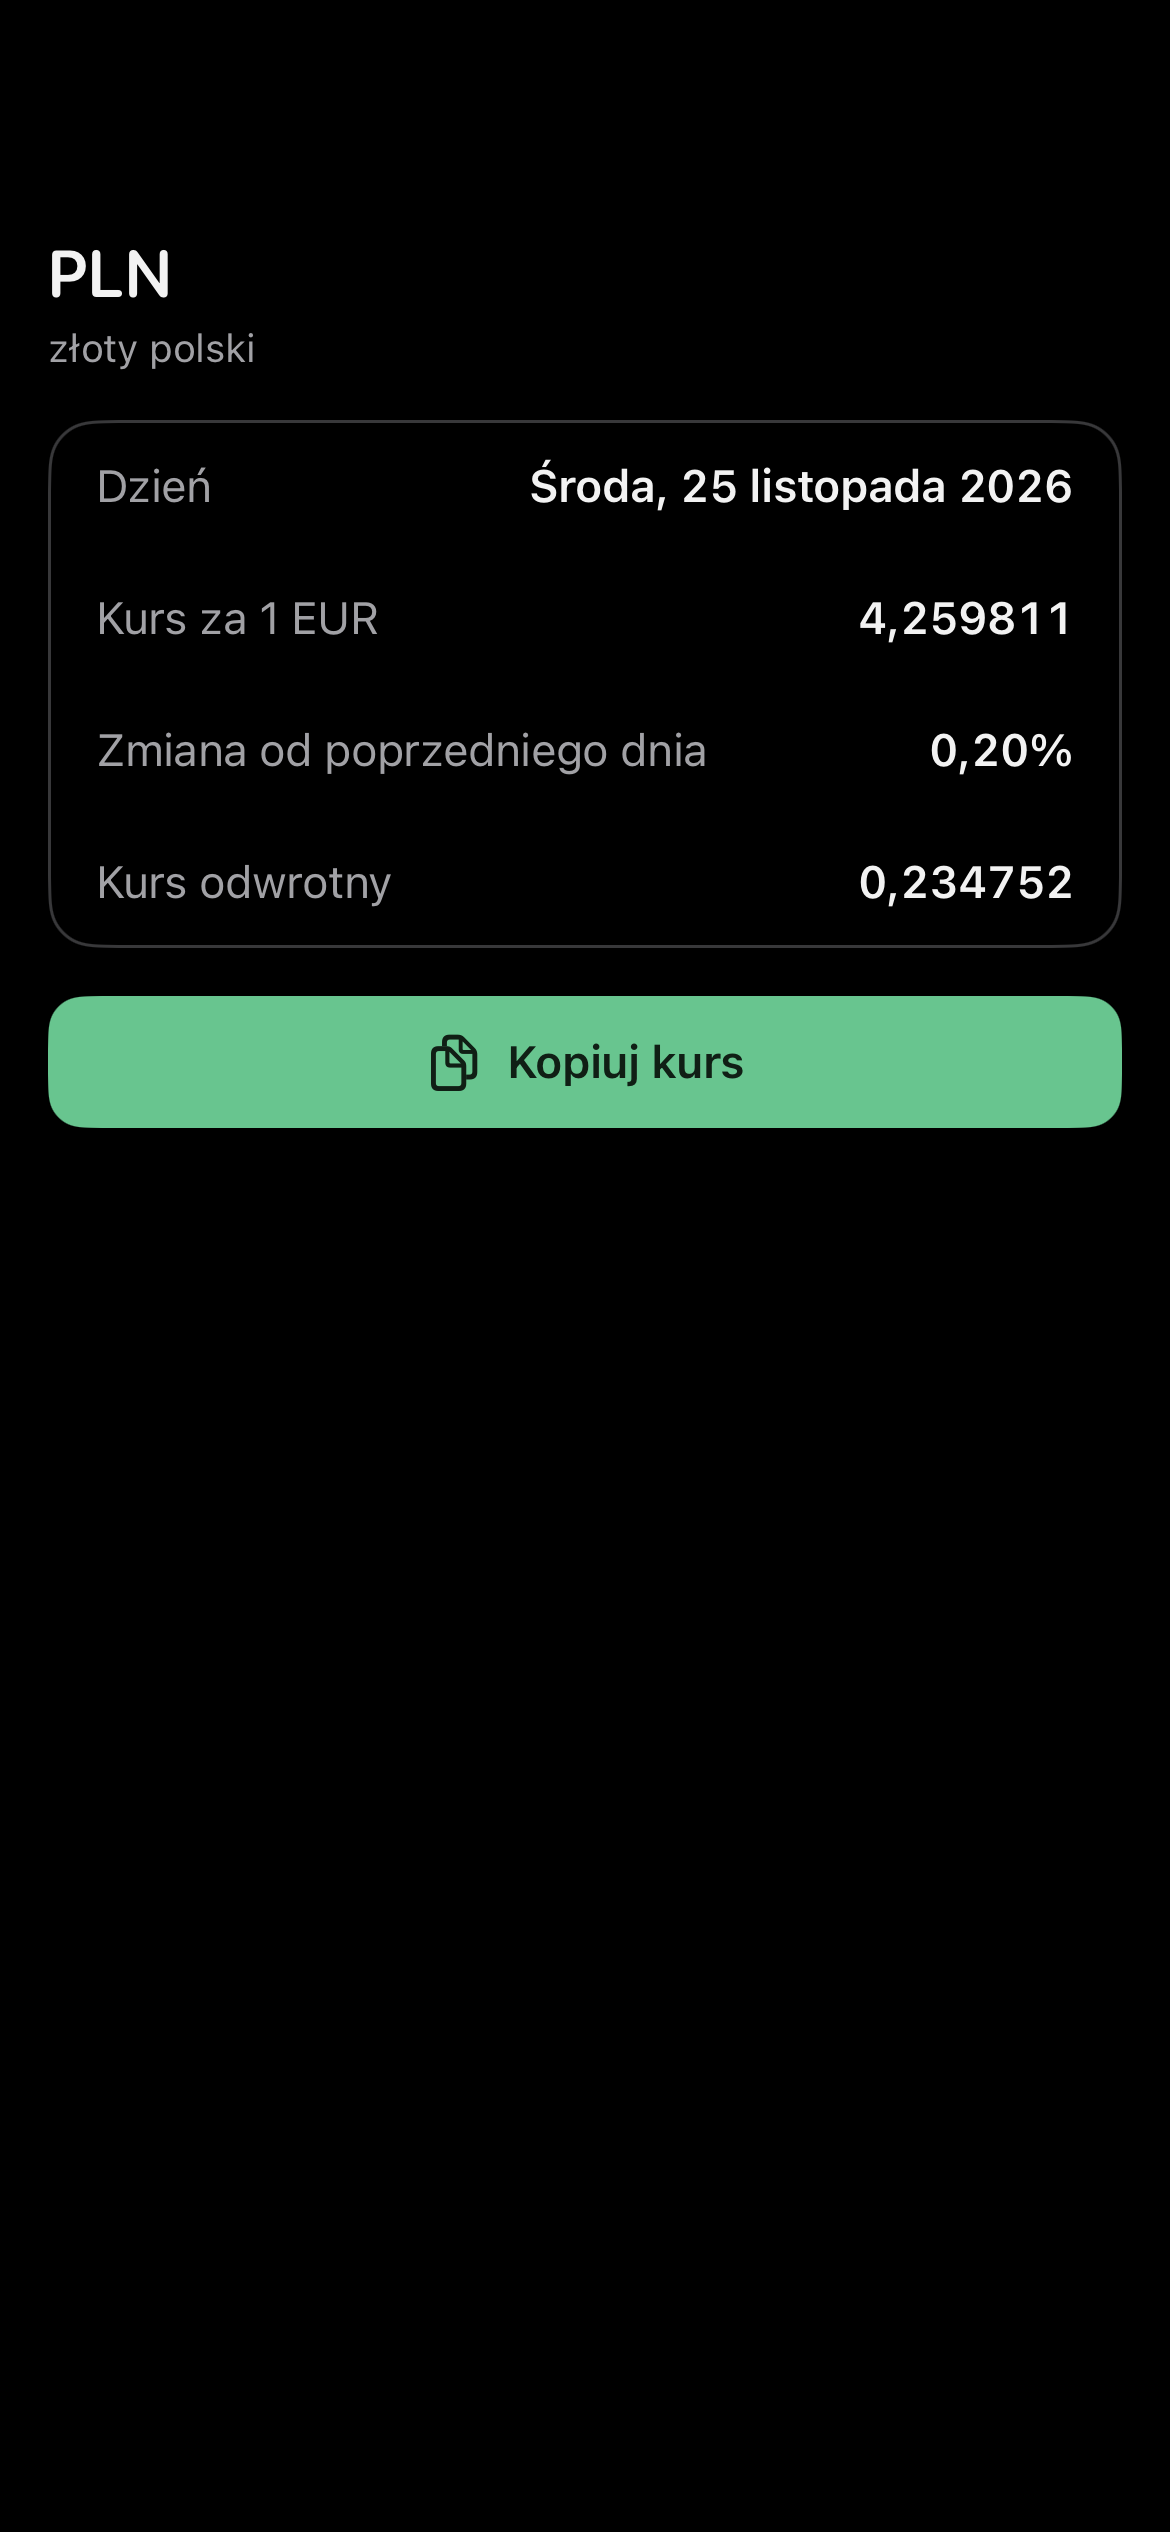 PLN
złoty polski
Dzień Środa, 25 listopada 2026
Kurs za 1 EUR 4,259811
Zmiana od poprzedniego dnia 0,20%
Kurs odwrotny 0,234752
Kopiuj kurs